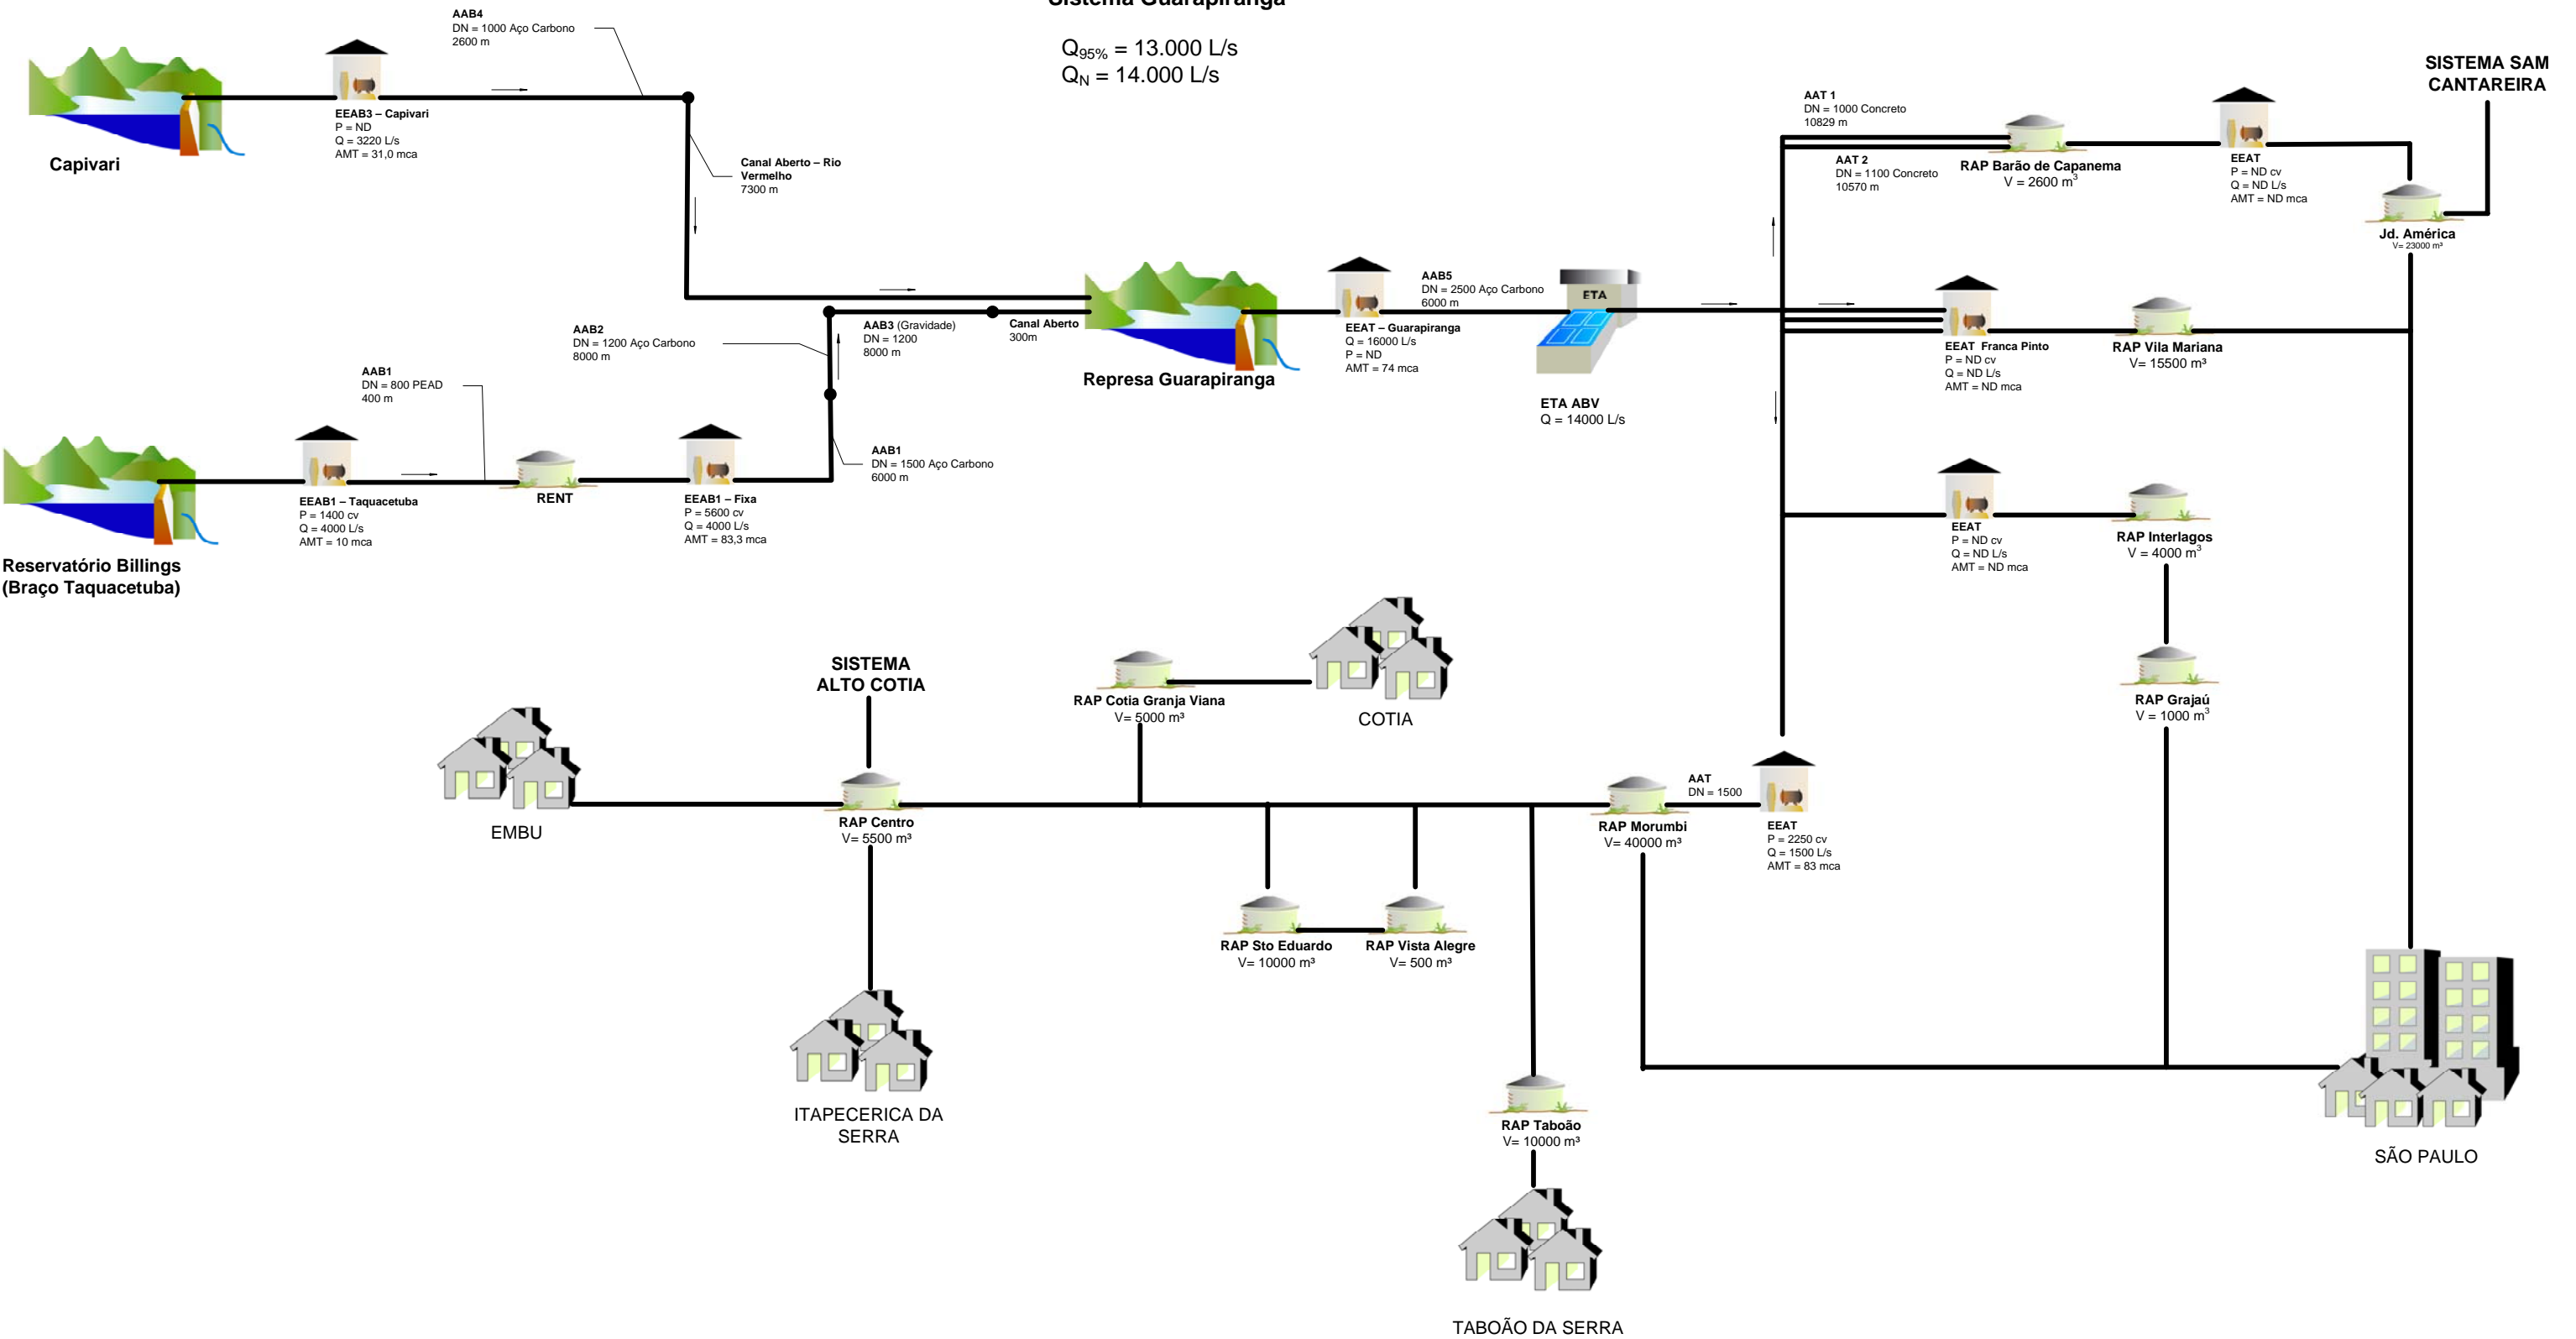 Sistema Guarapiranga
Q95% = 13.000 L/s
QN = 14.000 L/s
AAB4
DN = 1000 Aço Carbono
2600 m
EEAB3 – Capivari
P = ND
Q = 3220 L/s
AMT = 31,0 mca
Capivari
Canal Aberto – Rio
Vermelho
7300 m
SISTEMA SAM
CANTAREIRA
AAT 1
DN = 1000 Concreto
10829 m
AAT 2
DN = 1100 Concreto
10570 m
RAP Barão de Capanema
V = 2600 m³
EEAT
P = ND cv
Q = ND L/s
AMT = ND mca
Jd. América
V= 23000 m³
AAB2
DN = 1200 Aço Carbono
8000 m
AAB3 (Gravidade)
DN = 1200
8000 m
Canal Aberto
300m
Represa Guarapiranga
EEAT – Guarapiranga
Q = 16000 L/s
P = ND
AMT = 74 mca
AAB5
DN = 2500 Aço Carbono
6000 m
ETA
ETA ABV
Q = 14000 L/s
EEAT Franca Pinto
P = ND cv
Q = ND L/s
AMT = ND mca
RAP Vila Mariana
V= 15500 m³
AAB1
DN = 800 PEAD
400 m
AAB1
DN = 1500 Aço Carbono
6000 m
EEAB1 – Taquacetuba
P = 1400 cv
Q = 4000 L/s
AMT = 10 mca
RENT
EEAB1 – Fixa
P = 5600 cv
Q = 4000 L/s
AMT = 83,3 mca
Reservatório Billings
(Braço Taquacetuba)
EEAT
P = ND cv
Q = ND L/s
AMT = ND mca
RAP Interlagos
V = 4000 m³
RAP Grajaú
V = 1000 m³
SISTEMA
ALTO COTIA
RAP Cotia Granja Viana
V= 5000 m³
COTIA
EMBU
RAP Centro
V= 5500 m³
RAP Morumbi
V= 40000 m³
AAT
DN = 1500
EEAT
P = 2250 cv
Q = 1500 L/s
AMT = 83 mca
RAP Sto Eduardo
V= 10000 m³
RAP Vista Alegre
V= 500 m³
ITAPECERICA DA
SERRA
RAP Taboão
V= 10000 m³
SÃO PAULO
TABOÃO DA SERRA